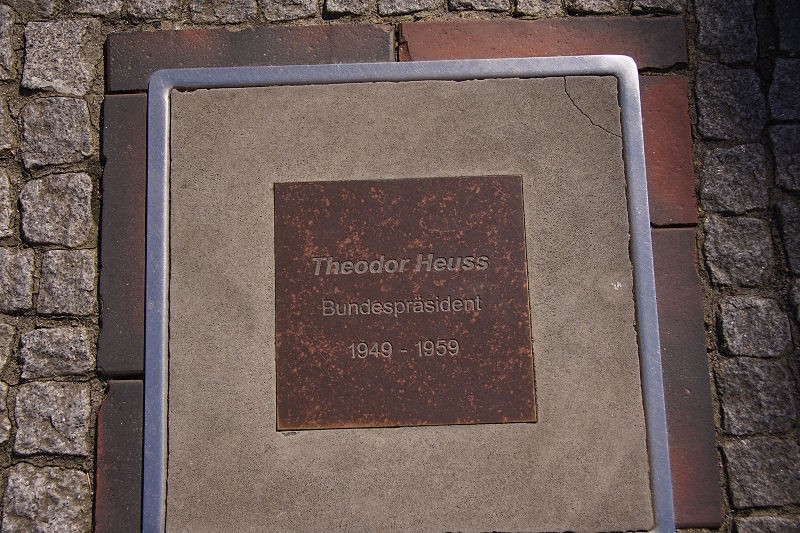 Theodor Heuss
Bundespräsident
1949 - 1959